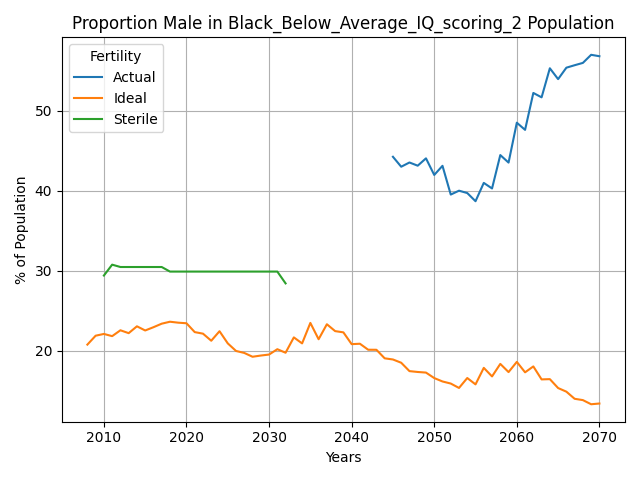 Proportion Male in Black_Below_Average_IQ_scoring_2 Population
Fertility
Actual
Ideal
Sterile
% of Population
50
40
30
20
2010
2020
2030
2040
2050
2060
2070
Years